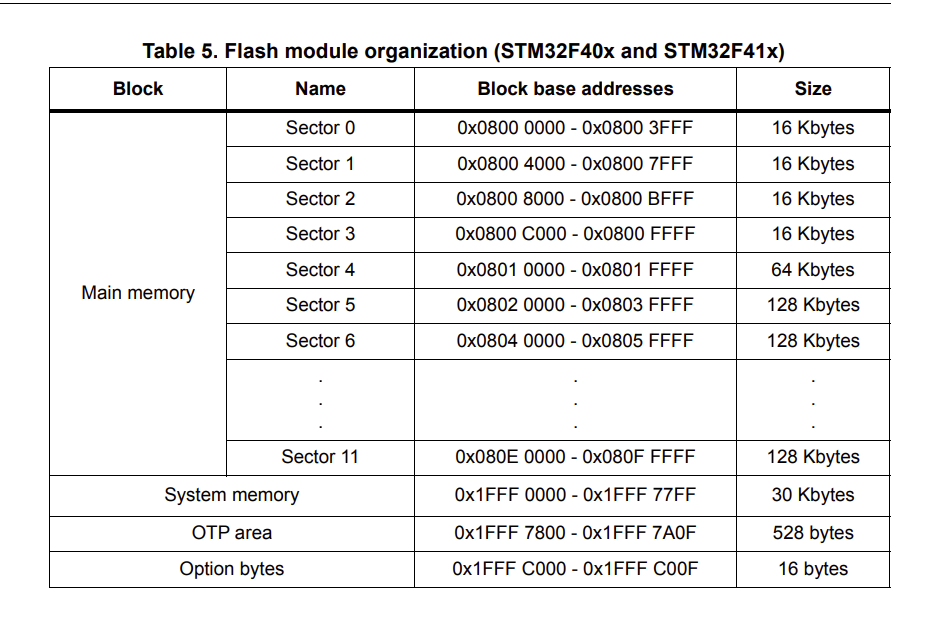 Table 5. Flash module organization (STM32F40x and STM32F41x)
Block Name Block base addresses Size
Main memory
Sector 0 0x0800 0000 - 0x0800 3FFF 16 Kbytes
Sector 1 0x0800 4000 - 0x0800 7FFF 16 Kbytes
Sector 2 0x0800 8000 - 0x0800 BFFF 16 Kbytes
Sector 3 0x0800 C000 - 0x0800 FFFF 16 Kbytes
Sector 4 0x0801 0000 - 0x0801 FFFF 64 Kbytes
Sector 5 0x0802 0000 - 0x0803 FFFF 128 Kbytes
Sector 6 0x0804 0000 - 0x0805 FFFF 128 Kbytes
. . .
. . .
. . .
Sector 11 0x080E 0000 - 0x080F FFFF 128 Kbytes
System memory 0x1FFF 0000 - 0x1FFF 77FF 30 Kbytes
OTP area 0x1FFF 7800 - 0x1FFF 7A0F 528 bytes
Option bytes 0x1FFF C000 - 0x1FFF C00F 16 bytes